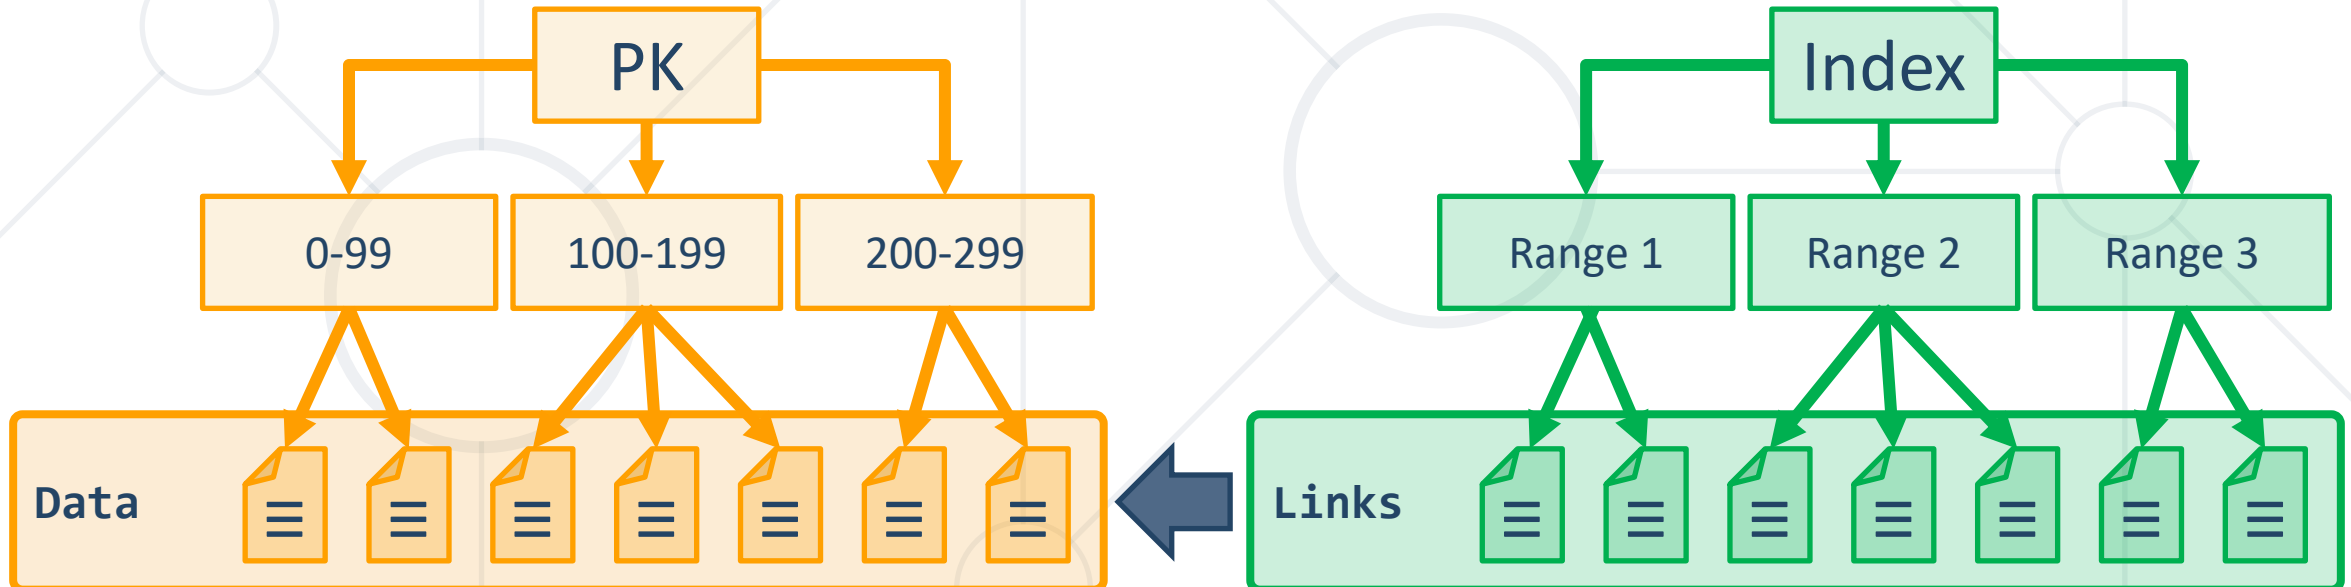 PK
0-99
100-199
200-299
Data
Index
Range 1
Range 2
Range 3
Links